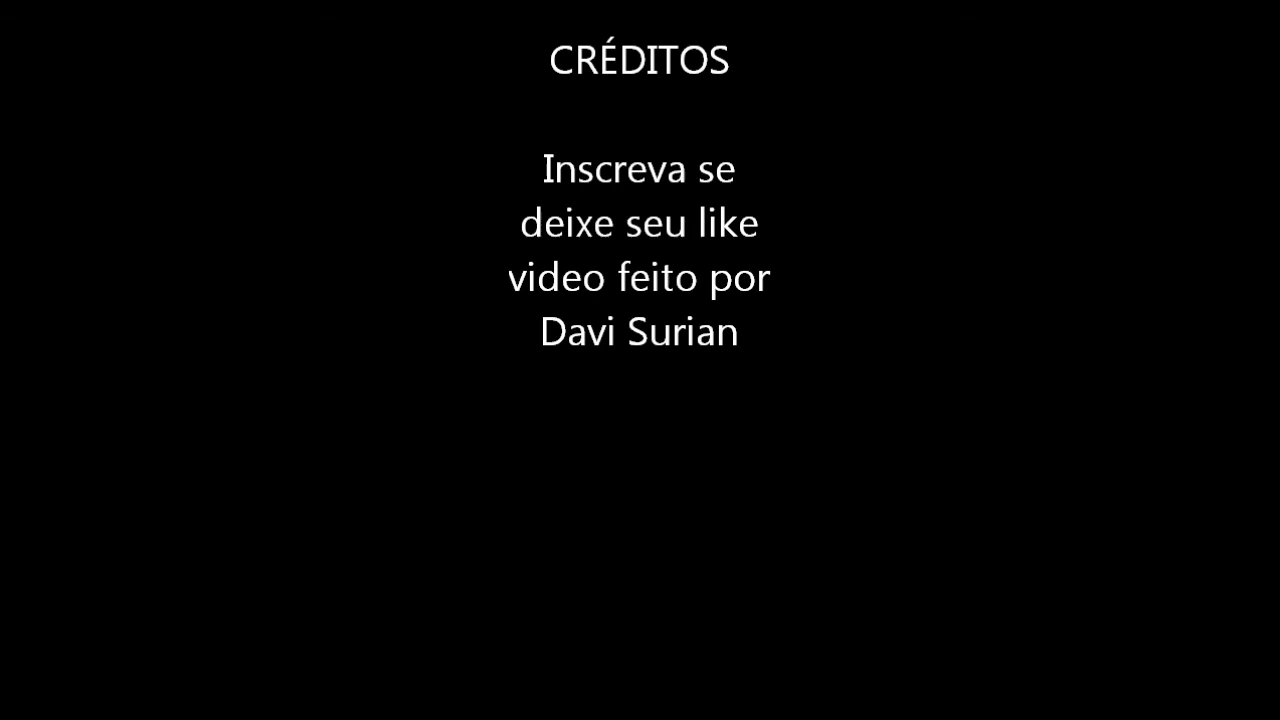 CRÉDITOS
Inscreva se
deixe seu like
video feito por
Davi Surian